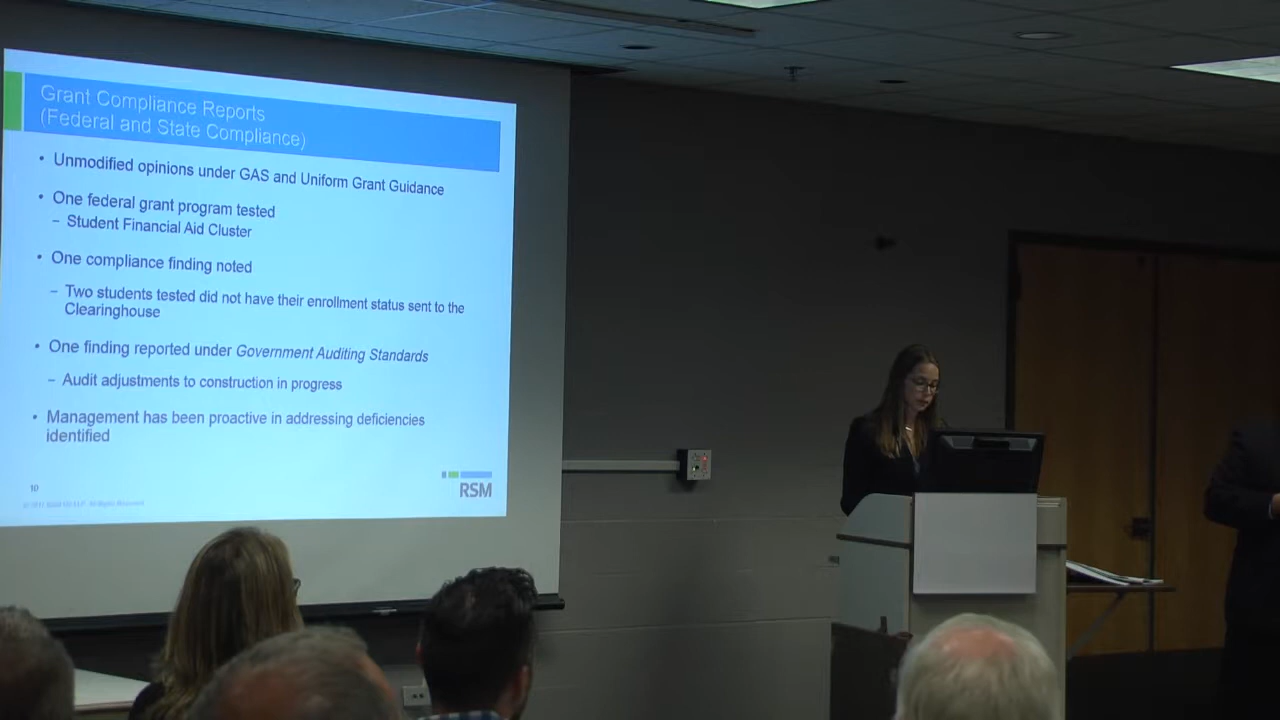 Grant Compliance Reports
(Federal and State Compliance)
• Unmodified opinions under GAS and Uniform Grant Guidance
• One federal grant program tested
– Student Financial Aid Cluster
• One compliance finding noted
– Two students tested did not have their enrollment status sent to the
Clearinghouse
• One finding reported under Government Auditing Standards
– Audit adjustments to construction in progress
• Management has been proactive in addressing deficiencies
identified
10
RSM